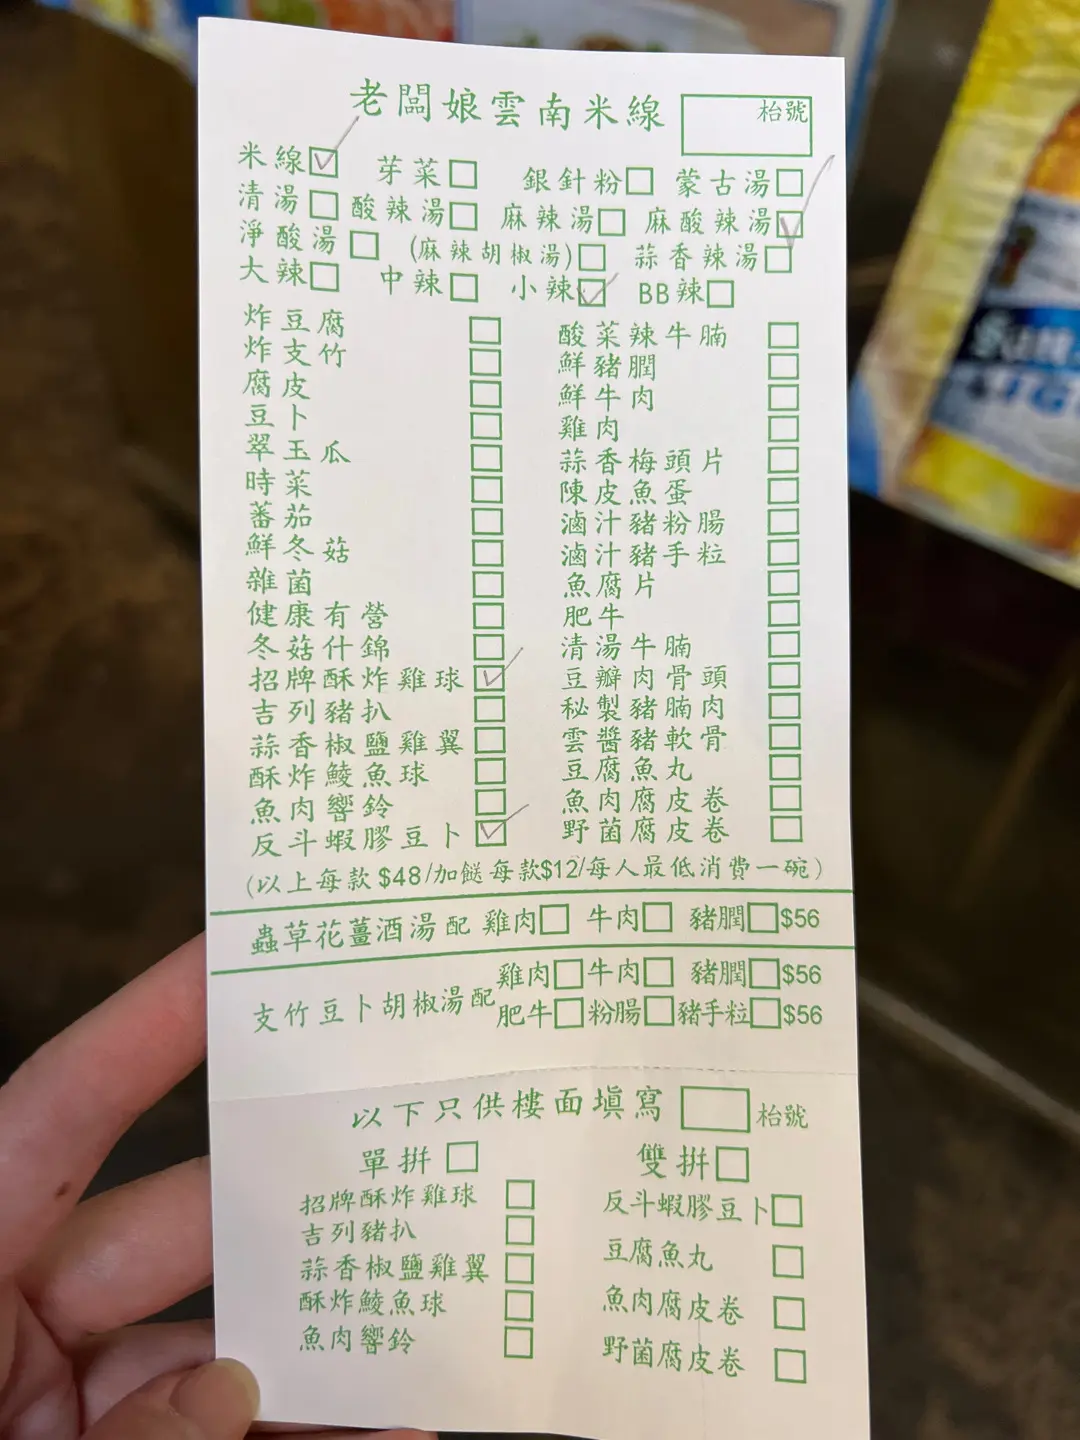 老闆娘雲南米線 枱號
米線 芽菜 銀針粉 蒙古湯
清湯 酸辣湯 麻辣湯 麻酸辣湯
淨酸湯 (麻辣胡椒湯) 蒜香辣湯
大辣 中辣 小辣 BB辣
炸豆腐
炸支竹
腐皮
豆卜
翠玉瓜
時菜
蕃茄
鮮冬菇
雜菌
健康有營
冬菇什錦
招牌酥炸雞球
吉列豬扒
蒜香椒鹽雞翼
酥炸鯪魚球
魚肉響鈴
反斗蝦膠豆卜
酸菜辣牛腩
鮮豬膶
鮮牛肉
雞肉
蒜香梅頭片
陳皮魚蛋
滷汁豬粉腸
滷汁豬手粒
魚腐片
肥牛
清湯牛腩
豆瓣肉骨頭
秘製豬腩肉
雲醬豬軟骨
豆腐魚丸
魚肉腐皮卷
野菌腐皮卷
(以上每款$48/加餸每款$12/每人最低消費一碗)
蟲草花薑酒湯配 雞肉 牛肉 豬膶 $56
支竹豆卜胡椒湯配 雞肉 牛肉 豬膶 $56
肥牛 粉腸 豬手粒 $56
以下只供樓面填寫 枱號
單拼 雙拼
招牌酥炸雞球
吉列豬扒
蒜香椒鹽雞翼
酥炸鯪魚球
魚肉響鈴
反斗蝦膠豆卜
豆腐魚丸
魚肉腐皮卷
野菌腐皮卷